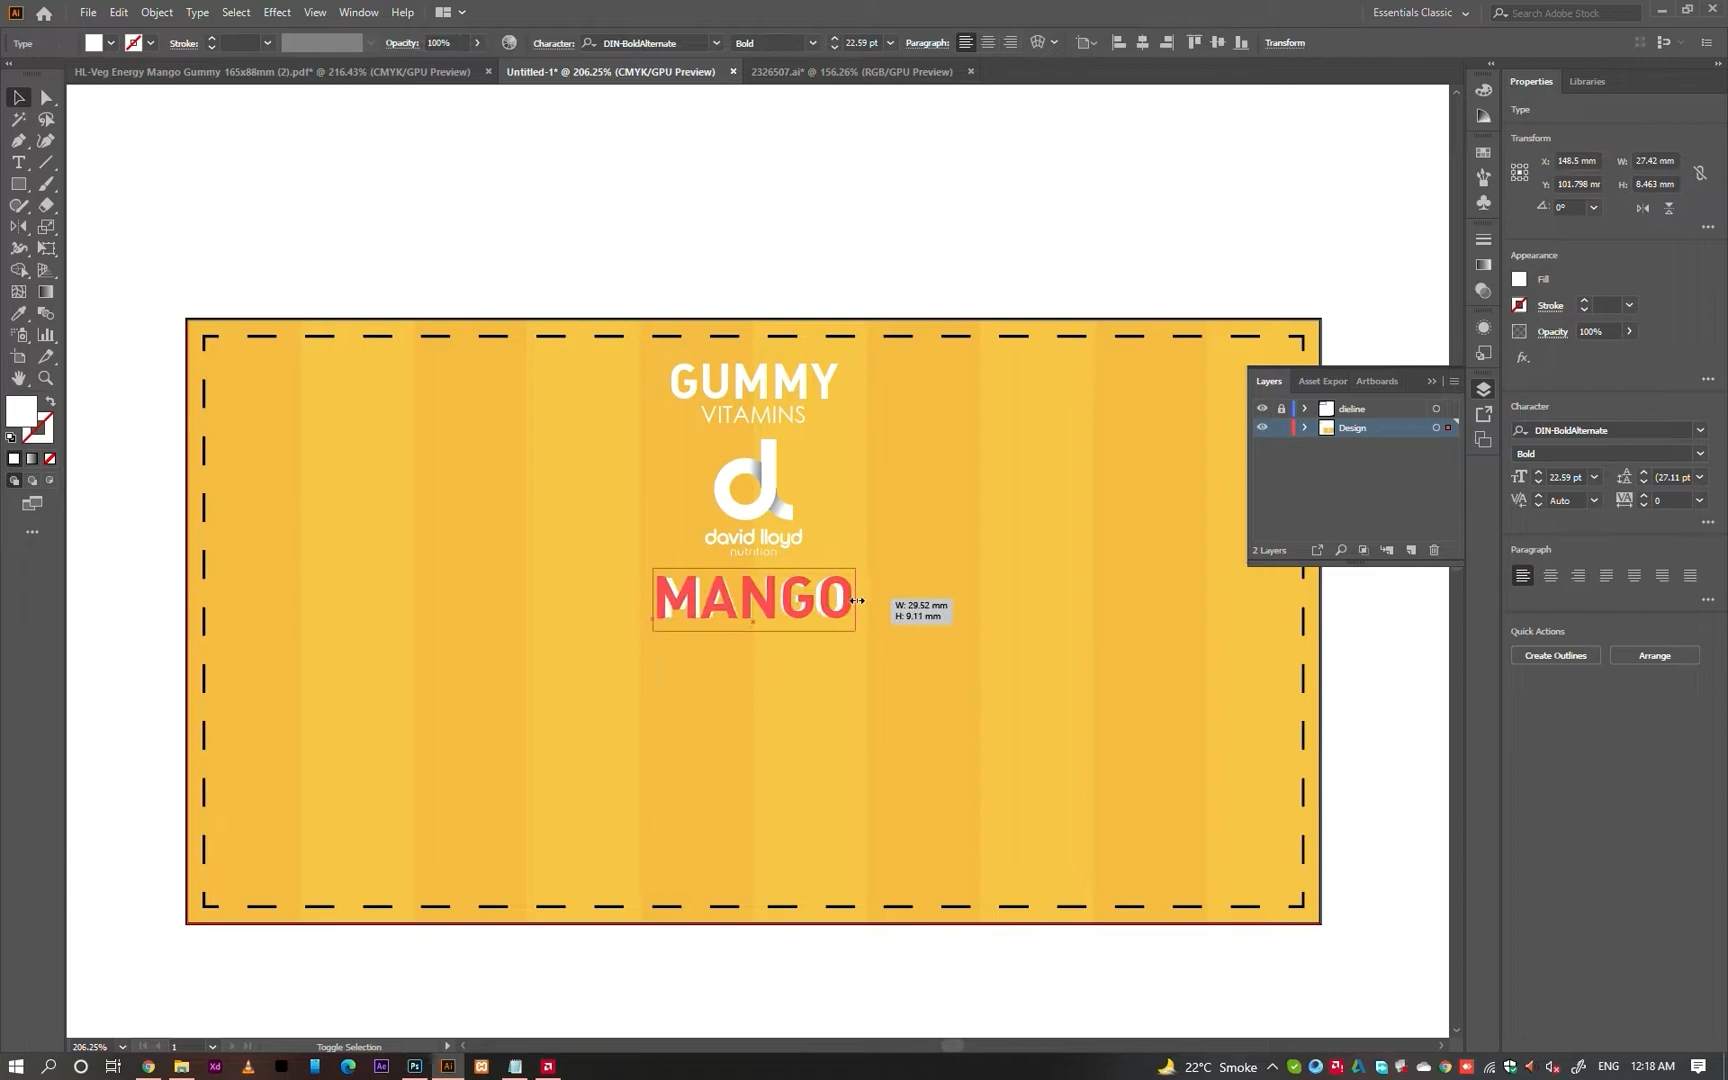 File Edit Object Type Select Effect View Window Help
Essentials Classic
Search Adobe Stock
Type
Stroke:
Opacity: 100%
Character: DIN-BoldAlternate
Bold
22.59 pt
Paragraph:
Transform
HL-Veg Energy Mango Gummy 165x88mm (2).pdf* @ 216.43% (CMYK/GPU Preview)
Untitled-1* @ 206.25% (CMYK/GPU Preview)
2326507.ai* @ 156.26% (RGB/GPU Preview)
Properties Libraries
Type
Transform
X: 148.5 mm W: 27.42 mm
Y: 101.798 mr H: 8.463 mm
0°
Appearance
Fill
Stroke
Opacity 100%
fx.
Character
DIN-BoldAlternate
Bold
22.59 pt (27.11 pt
Auto 0
Paragraph
Quick Actions
Create Outlines Arrange
Layers Asset Expor Artboards
dieline
Design
2 Layers
GUMMY
VITAMINS
d
david lloyd
nutrition
MANGO
W: 29.52 mm
H: 9.11 mm
206.25% 1 Toggle Selection
22°C Smoke ENG 12:18 AM